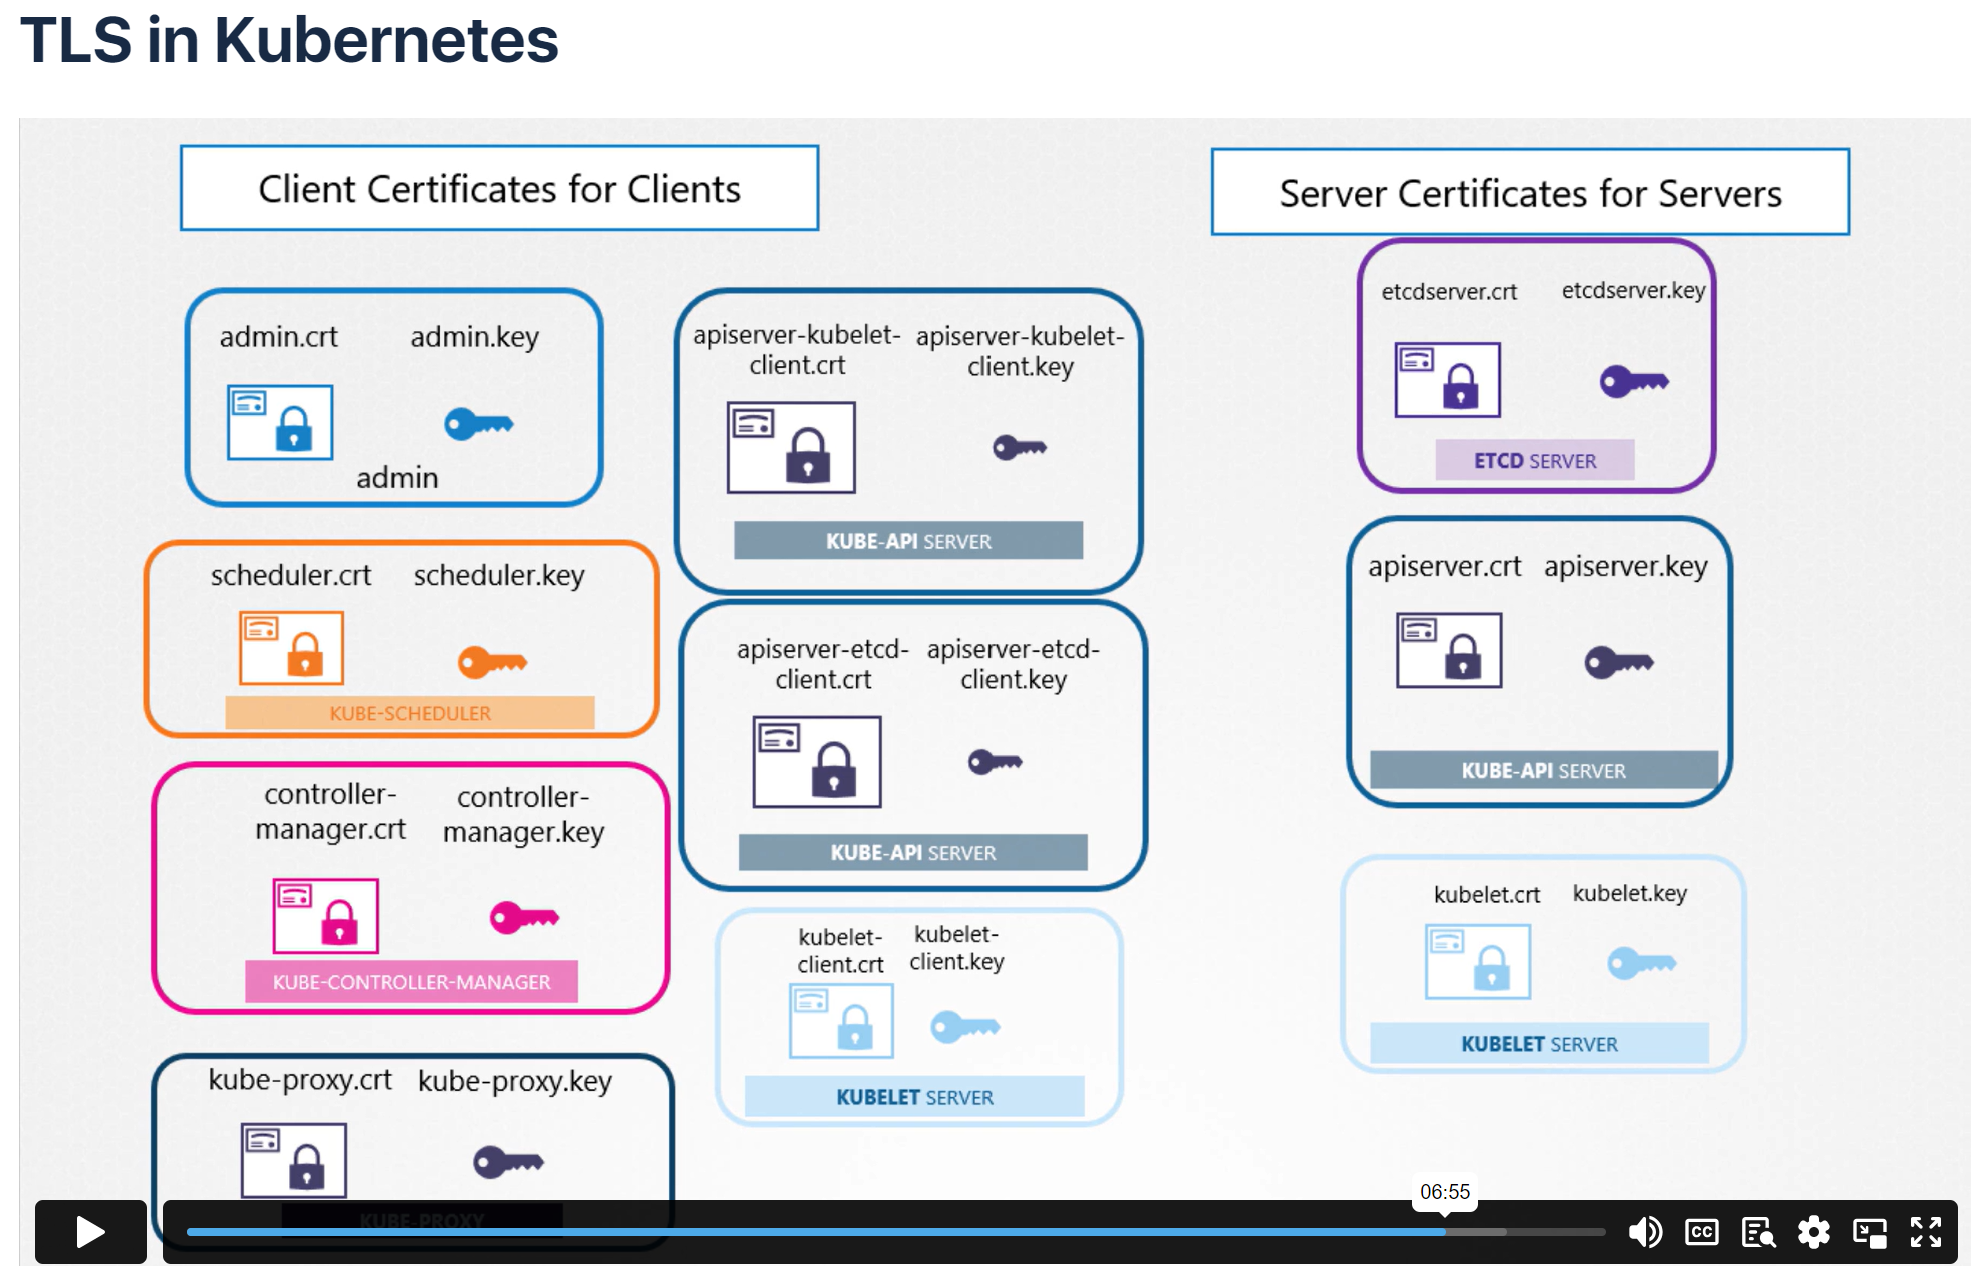 TLS in Kubernetes
Client Certificates for Clients
Server Certificates for Servers
admin.crt
admin.key
admin
scheduler.crt
scheduler.key
KUBE-SCHEDULER
controller-
manager.crt
controller-
manager.key
KUBE-CONTROLLER-MANAGER
kube-proxy.crt
kube-proxy.key
KUBE-PROXY
apiserver-kubelet-
client.crt
apiserver-kubelet-
client.key
KUBE-API SERVER
apiserver-etcd-
client.crt
apiserver-etcd-
client.key
KUBE-API SERVER
kubelet-
client.crt
kubelet-
client.key
KUBELET SERVER
etcdserver.crt
etcdserver.key
ETCD SERVER
apiserver.crt
apiserver.key
KUBE-API SERVER
kubelet.crt
kubelet.key
KUBELET SERVER
06:55
CC